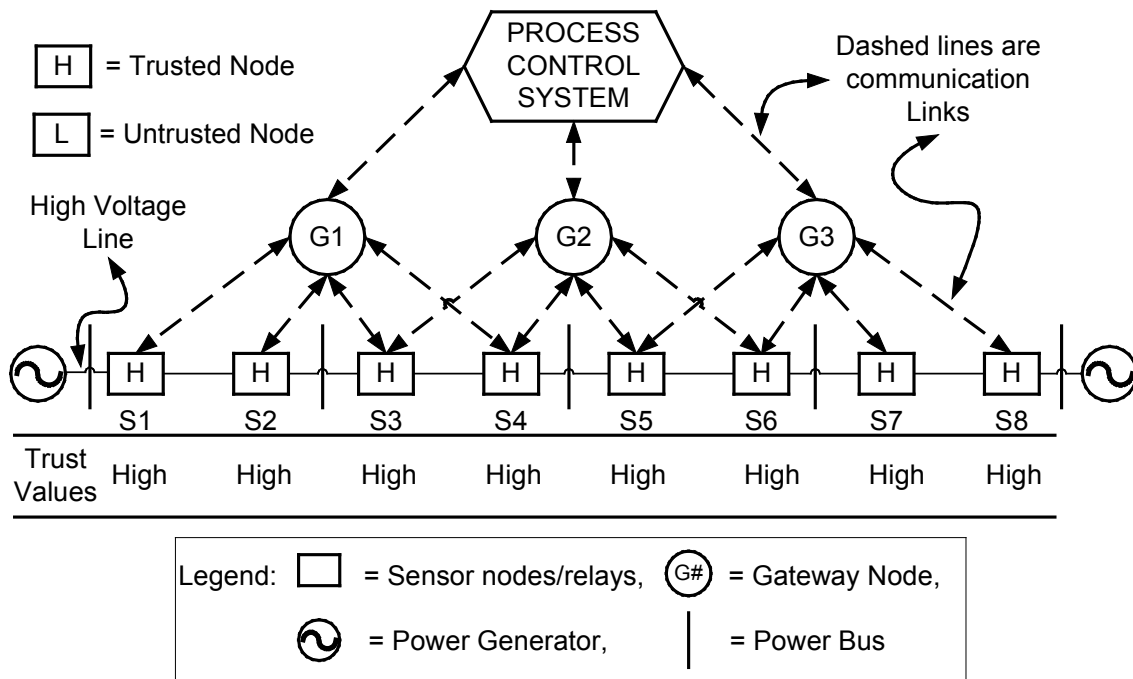 PROCESS
CONTROL
SYSTEM
Dashed lines are
communication
Links
H = Trusted Node
L = Untrusted Node
High Voltage
Line
G1 G2 G3
H H H H H H H H
S1 S2 S3 S4 S5 S6 S7 S8
Trust
Values
High High High High High High High High
Legend: = Sensor nodes/relays, G# = Gateway Node,
= Power Generator, = Power Bus